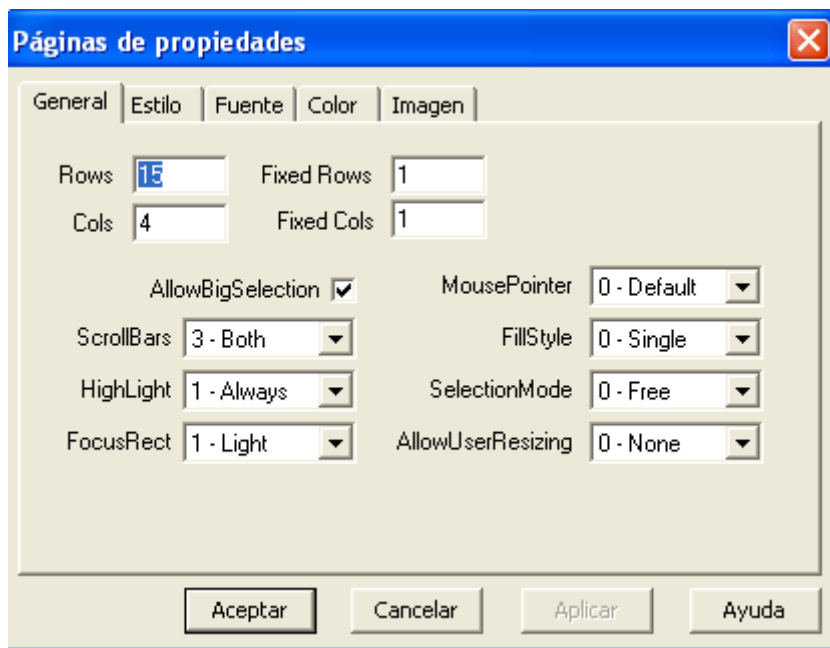 Páginas de propiedades
General Estilo Fuente Color Imagen
Rows 15 Fixed Rows 1
Cols 4 Fixed Cols 1
AllowBigSelection MousePointer 0 - Default
ScrollBars 3 - Both FillStyle 0 - Single
HighLight 1 - Always SelectionMode 0 - Free
FocusRect 1 - Light AllowUserResizing 0 - None
Aceptar Cancelar Aplicar Ayuda